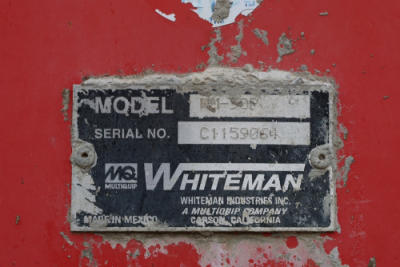 MODEL
SERIAL NO. C1159064
MQ
MULTIQUIP
WHITEMAN
WHITEMAN INDUSTRIES INC.
A MULTIQUIP COMPANY
MADE IN MEXICO CARSON, CALIFORNIA